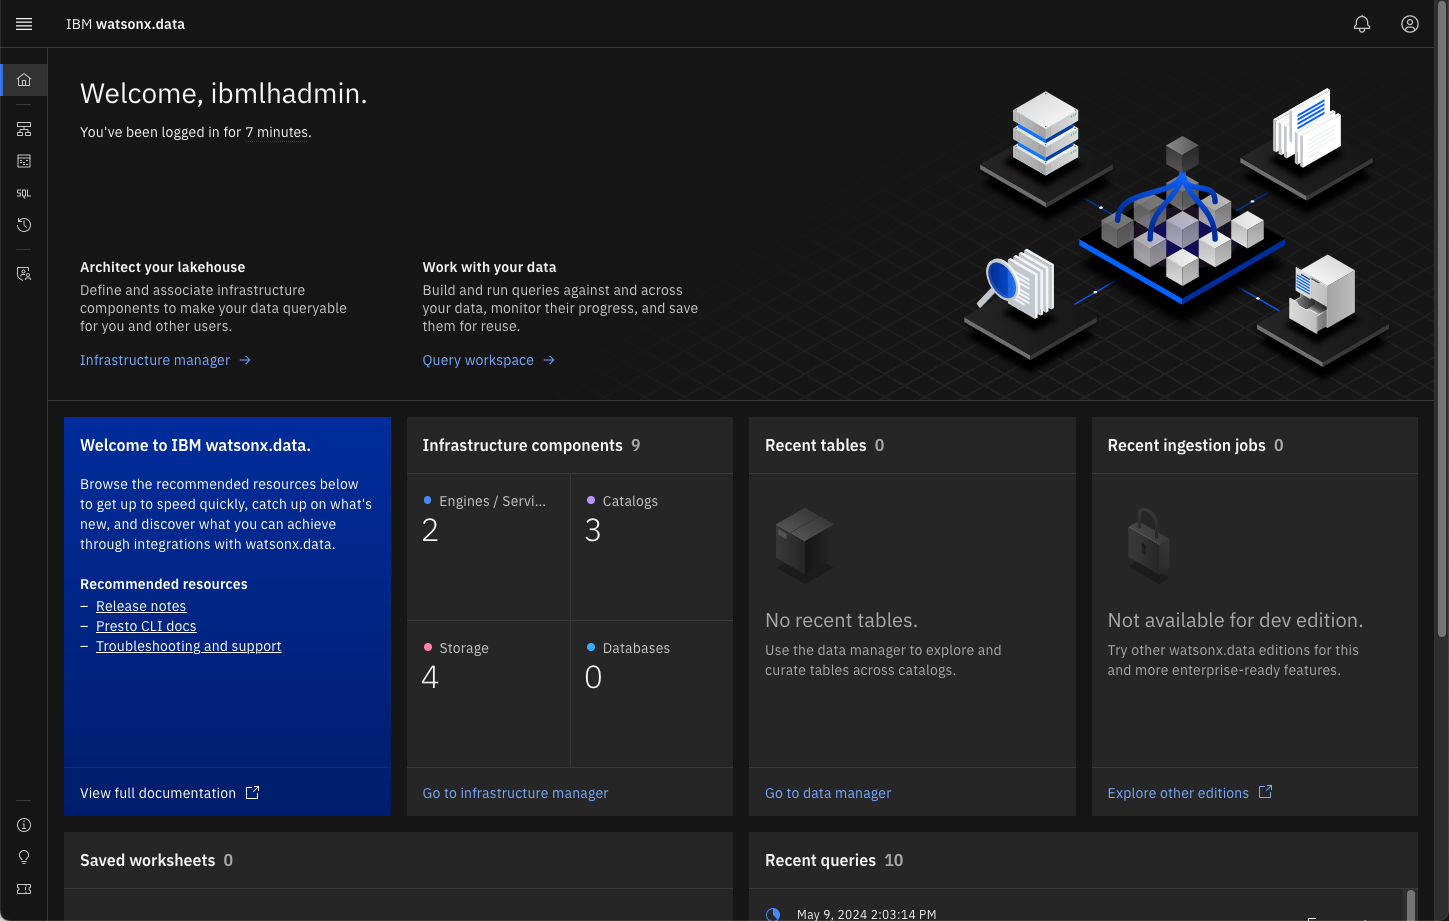 IBM watsonx.data
Welcome, ibmlhadmin.
You've been logged in for 7 minutes.
Architect your lakehouse
Define and associate infrastructure
components to make your data queryable
for you and other users.
Infrastructure manager
Work with your data
Build and run queries against and across
your data, monitor their progress, and save
them for reuse.
Query workspace
SQL
Welcome to IBM watsonx.data.
Browse the recommended resources below
to get up to speed quickly, catch up on what's
new, and discover what you can achieve
through integrations with watsonx.data.
Recommended resources
– Release notes
– Presto CLI docs
– Troubleshooting and support
View full documentation
Infrastructure components 9
Engines / Servi...
2
Catalogs
3
Storage
4
Databases
0
Go to infrastructure manager
Recent tables 0
No recent tables.
Use the data manager to explore and
curate tables across catalogs.
Go to data manager
Recent ingestion jobs 0
Not available for dev edition.
Try other watsonx.data editions for this
and more enterprise-ready features.
Explore other editions
Saved worksheets 0
Recent queries 10
May 9, 2024 2:03:14 PM